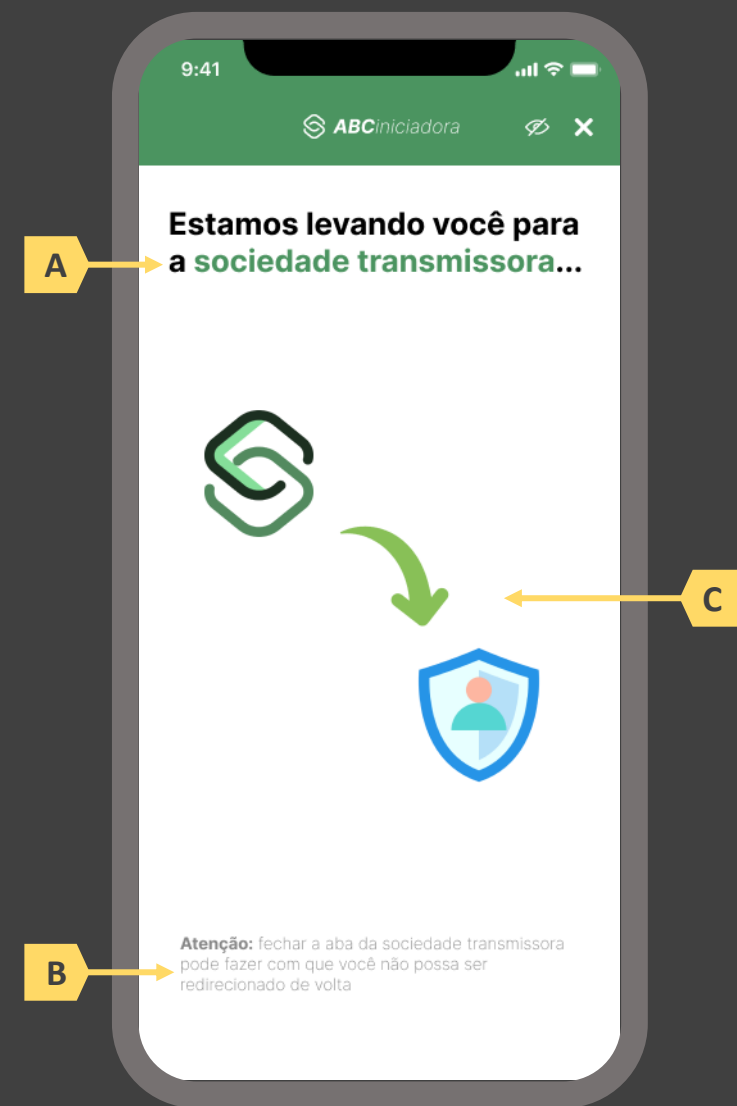 9:41
ABCiniciadora
Estamos levando você para
a sociedade transmissora...
A
C
Atenção: fechar a aba da sociedade transmissora
pode fazer com que você não possa ser
redirecionado de volta
B